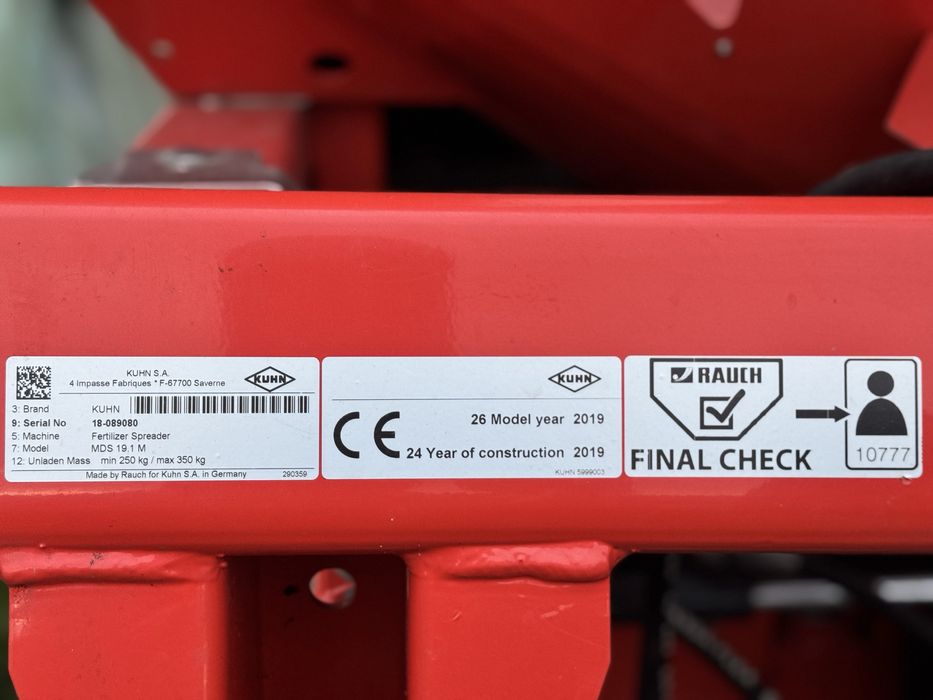 KUHN S.A.
4 Impasse Fabriques * F-67700 Saverne
KUHN
3: Brand KUHN
9: Serial No 18-089080
5: Machine Fertilizer Spreader
7: Model MDS 19.1 M
12: Unladen Mass min 250 kg / max 350 kg
Made by Rauch for Kuhn S.A. in Germany 290359
KUHN
CE
26 Model year 2019
24 Year of construction 2019
KUHN 5999003
RAUCH
FINAL CHECK
10777